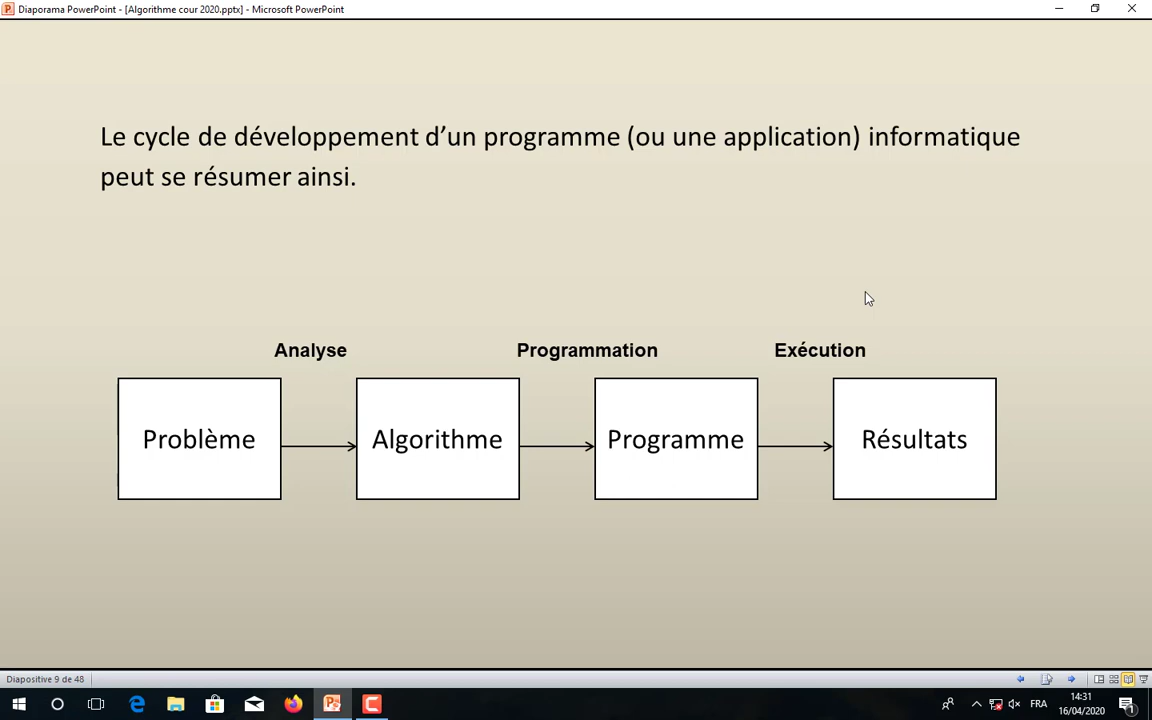 Diaporama PowerPoint - [Algorithme cour 2020.pptx] - Microsoft PowerPoint
Le cycle de développement d’un programme (ou une application) informatique
peut se résumer ainsi.
Analyse Programmation Exécution
Problème Algorithme Programme Résultats
Diapositive 9 de 48
14:31
FRA
16/04/2020
1